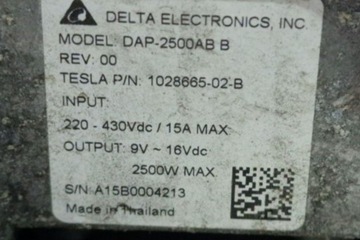 DELTA ELECTRONICS, INC.
MODEL: DAP-2500AB B
REV: 00
TESLA P/N: 1028665-02-B
INPUT:
220 - 430Vdc / 15A MAX
OUTPUT: 9V ~ 16Vdc
2500W MAX
S/N A15B0004213
Made in Thailand